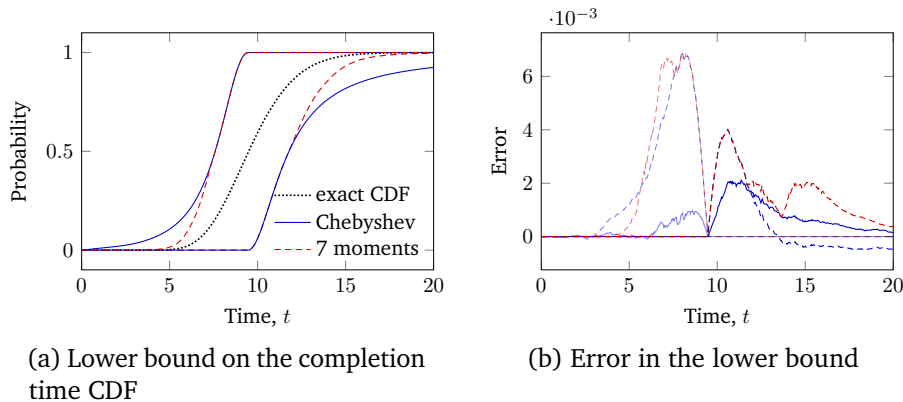 ·10⁻³
1
0.5
0
Probability
exact CDF
Chebyshev
7 moments
0 5 10 15 20
Time, t
(a) Lower bound on the completion
time CDF
6
4
2
0
Error
0 5 10 15 20
Time, t
(b) Error in the lower bound